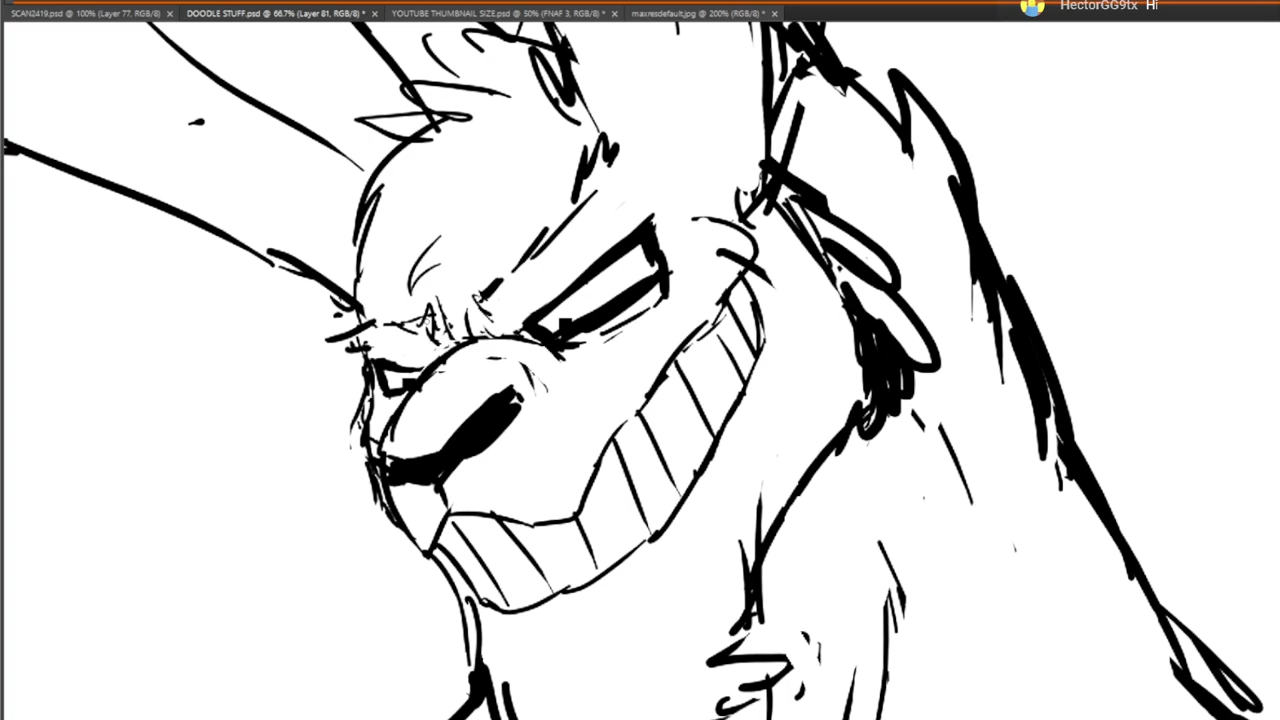 HectorGG9tx Hi
SCAN2419.psd @ 100% (Layer 77, RGB/8) × DOODLE STUFF.psd @ 66.7% (Layer 81, RGB/8) * × YOUTUBE THUMBNAIL SIZE.psd @ 50% (FNAF 3, RGB/8) * × maxresdefault.jpg @ 200% (RGB/8) * ×